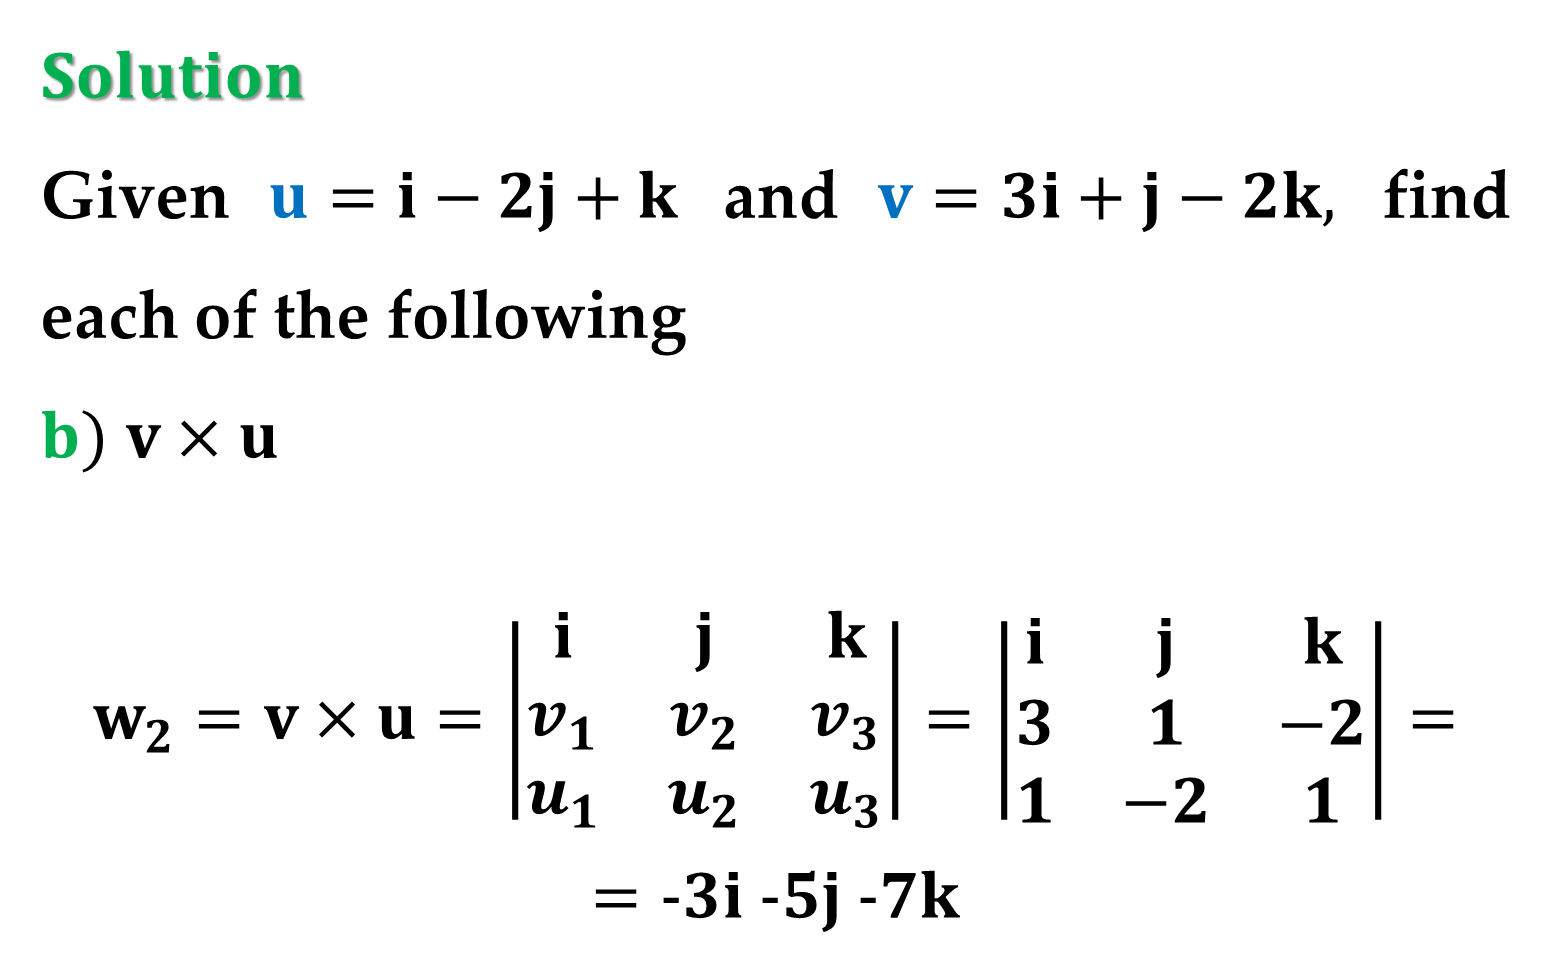 Solution
Given u = i − 2j + k and v = 3i + j − 2k, find
each of the following
b) v × u
i j k i j k
w₂ = v × u = |v₁ v₂ v₃| = |3 1 −2| =
u₁ u₂ u₃ 1 −2 1
= -3i -5j -7k